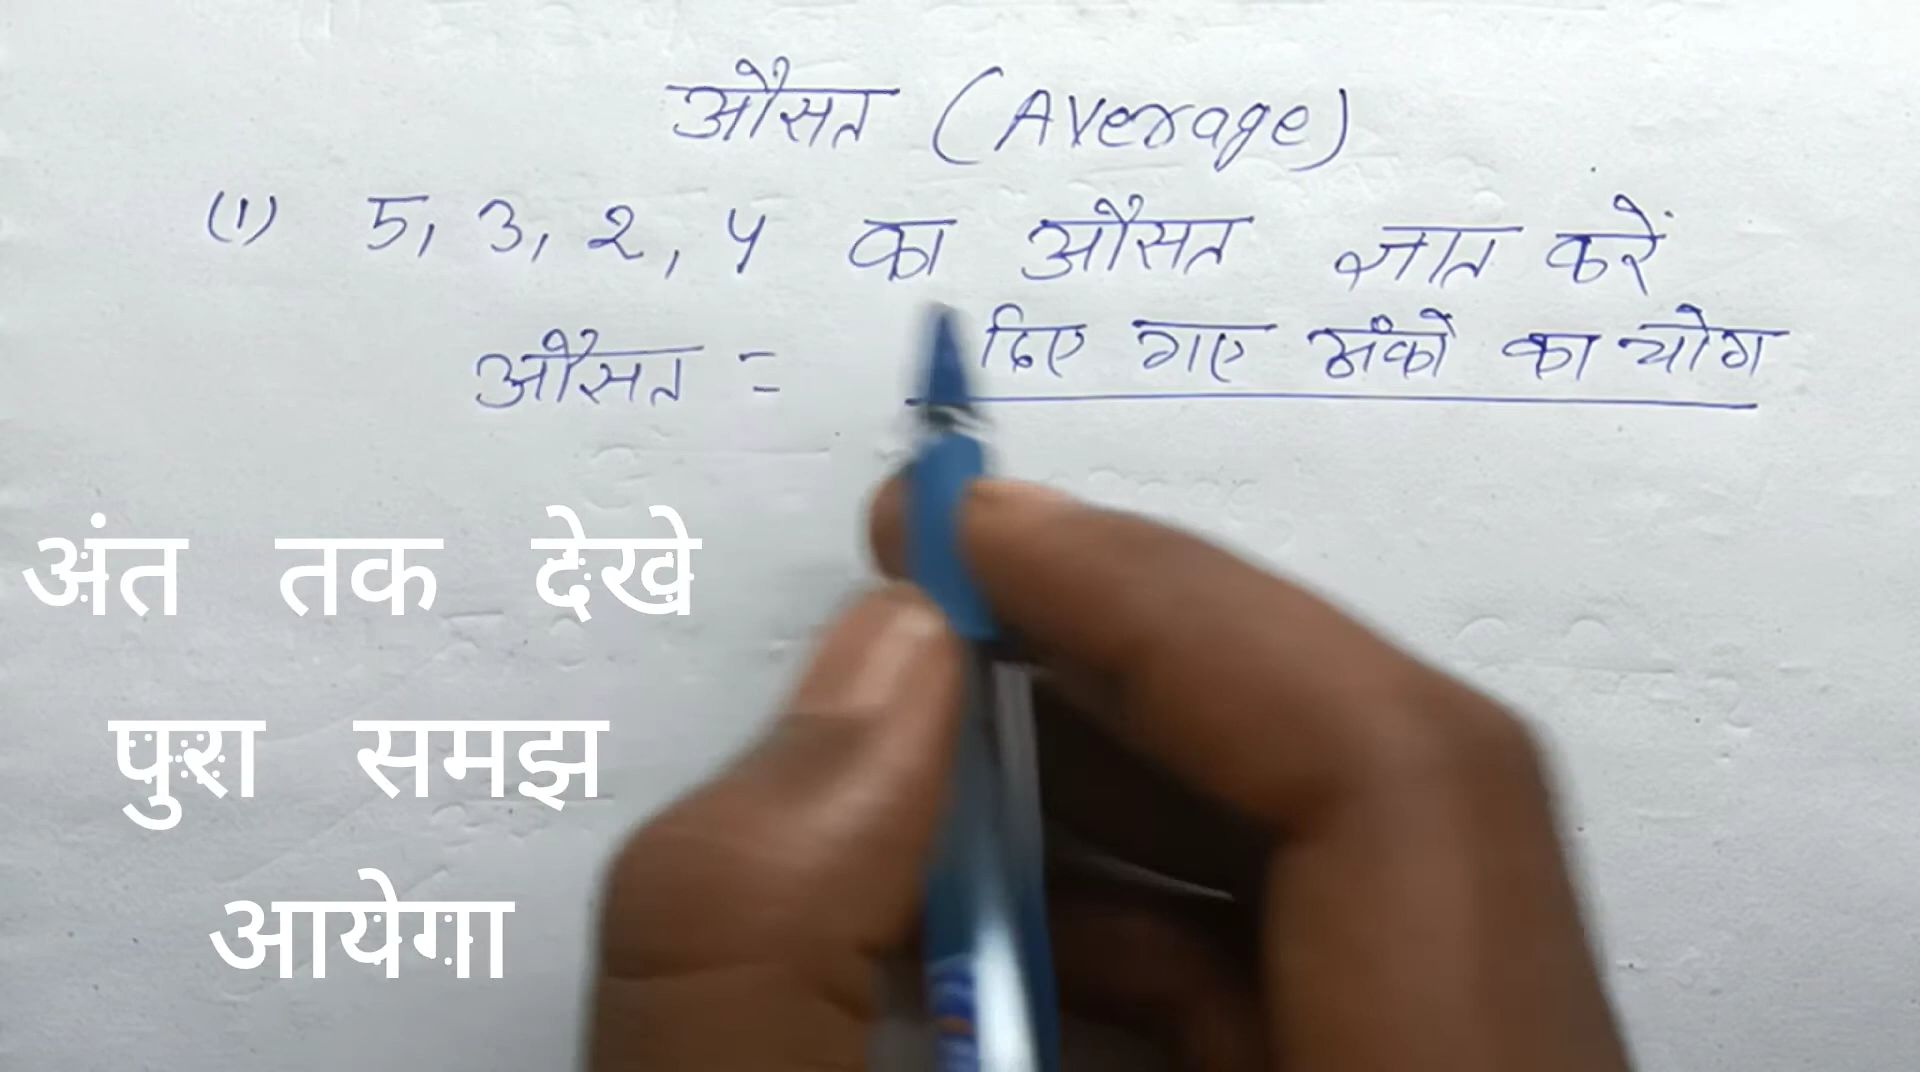 औसत (Average)
(1) 5, 3, 2, 4 का औसत ज्ञात करें
औसत = दिए गए अंकों का योग
अंत तक देखे
पुरा समझ
आयेगा